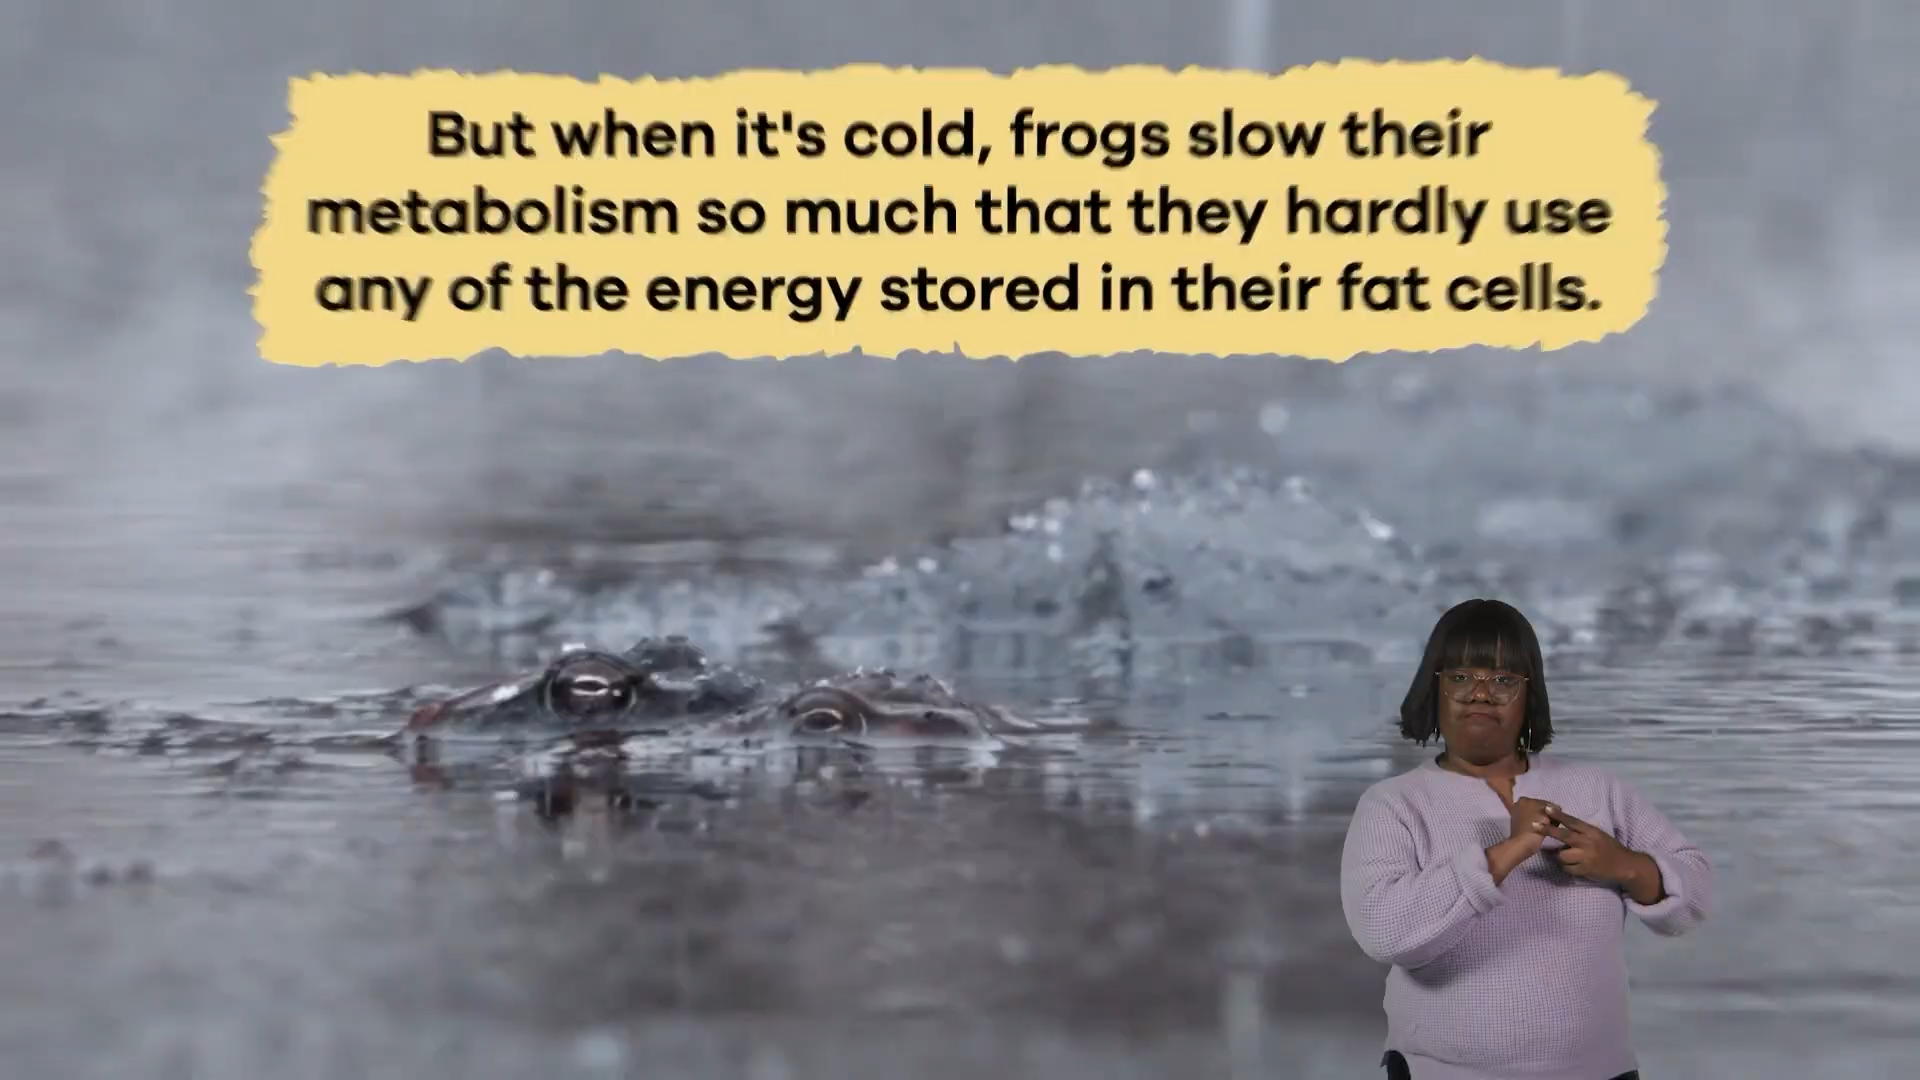 But when it's cold, frogs slow their
metabolism so much that they hardly use
any of the energy stored in their fat cells.